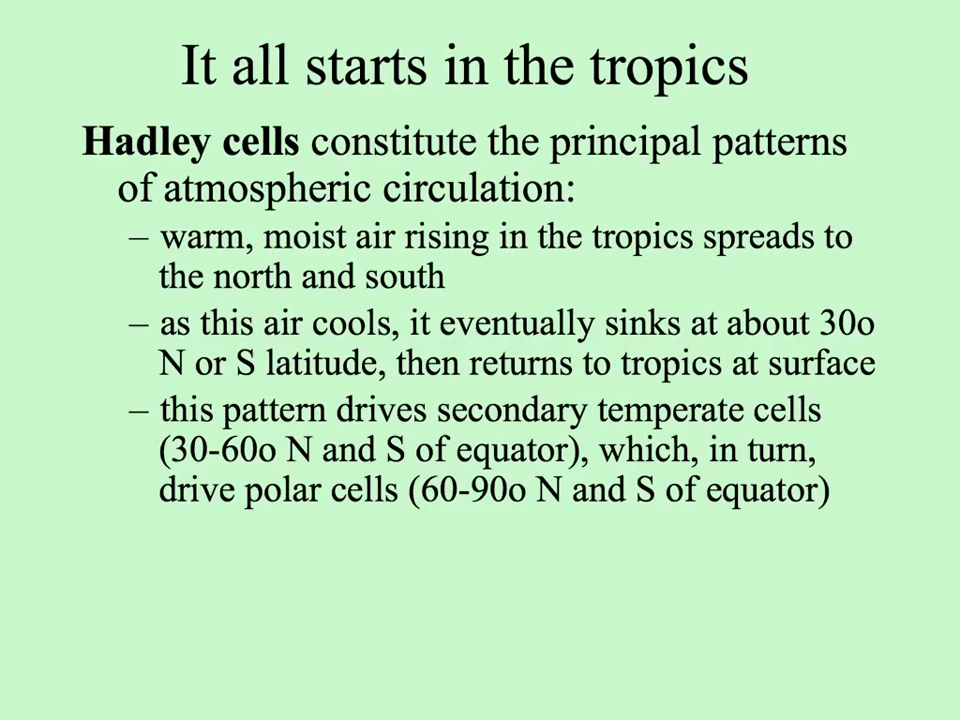 It all starts in the tropics
Hadley cells constitute the principal patterns
of atmospheric circulation:
– warm, moist air rising in the tropics spreads to
the north and south
– as this air cools, it eventually sinks at about 30o
N or S latitude, then returns to tropics at surface
– this pattern drives secondary temperate cells
(30-60o N and S of equator), which, in turn,
drive polar cells (60-90o N and S of equator)